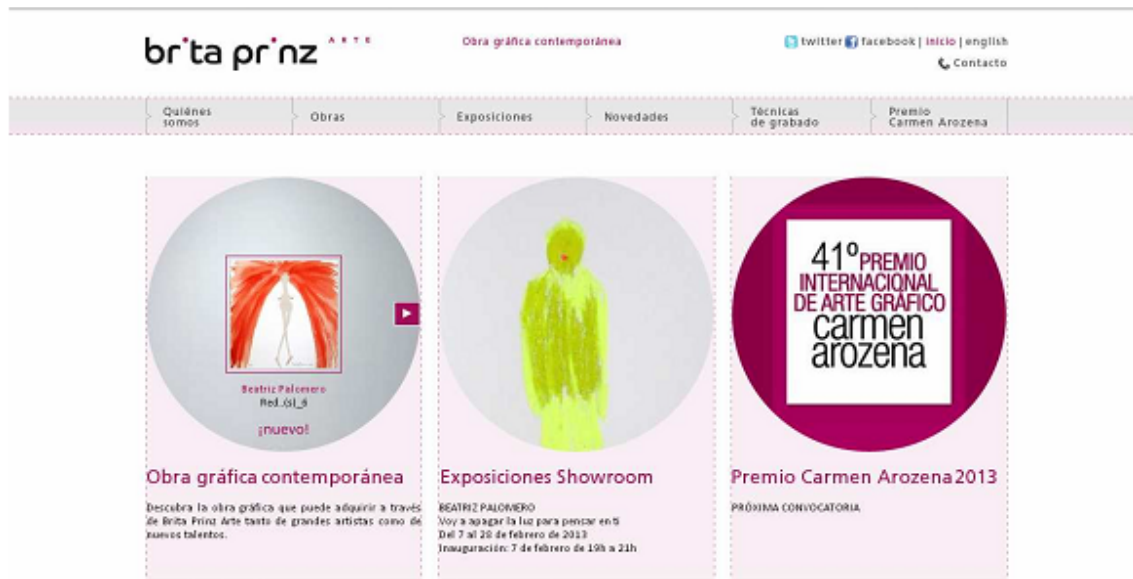 brita prinz ARTE
Obra gráfica contemporánea
twitter facebook | inicio | english
Contacto
Quiénes
somos
Obras
Exposiciones
Novedades
Técnicas
de grabado
Premio
Carmen Arozena
Beatriz Palomero
Red..(s)_6
¡nuevo!
41º PREMIO
INTERNACIONAL
DE ARTE GRÁFICO
carmen
arozena
Obra gráfica contemporánea
Descubra la obra gráfica que puede adquirir a través
de Brita Prinz Arte tanto de grandes artistas como de
nuevos talentos.
Exposiciones Showroom
BEATRIZ PALOMERO
Voy a apagar la luz para pensar en ti
Del 7 al 28 de febrero de 2013
Inauguración: 7 de febrero de 19h a 21h
Premio Carmen Arozena 2013
PRÓXIMA CONVOCATORIA